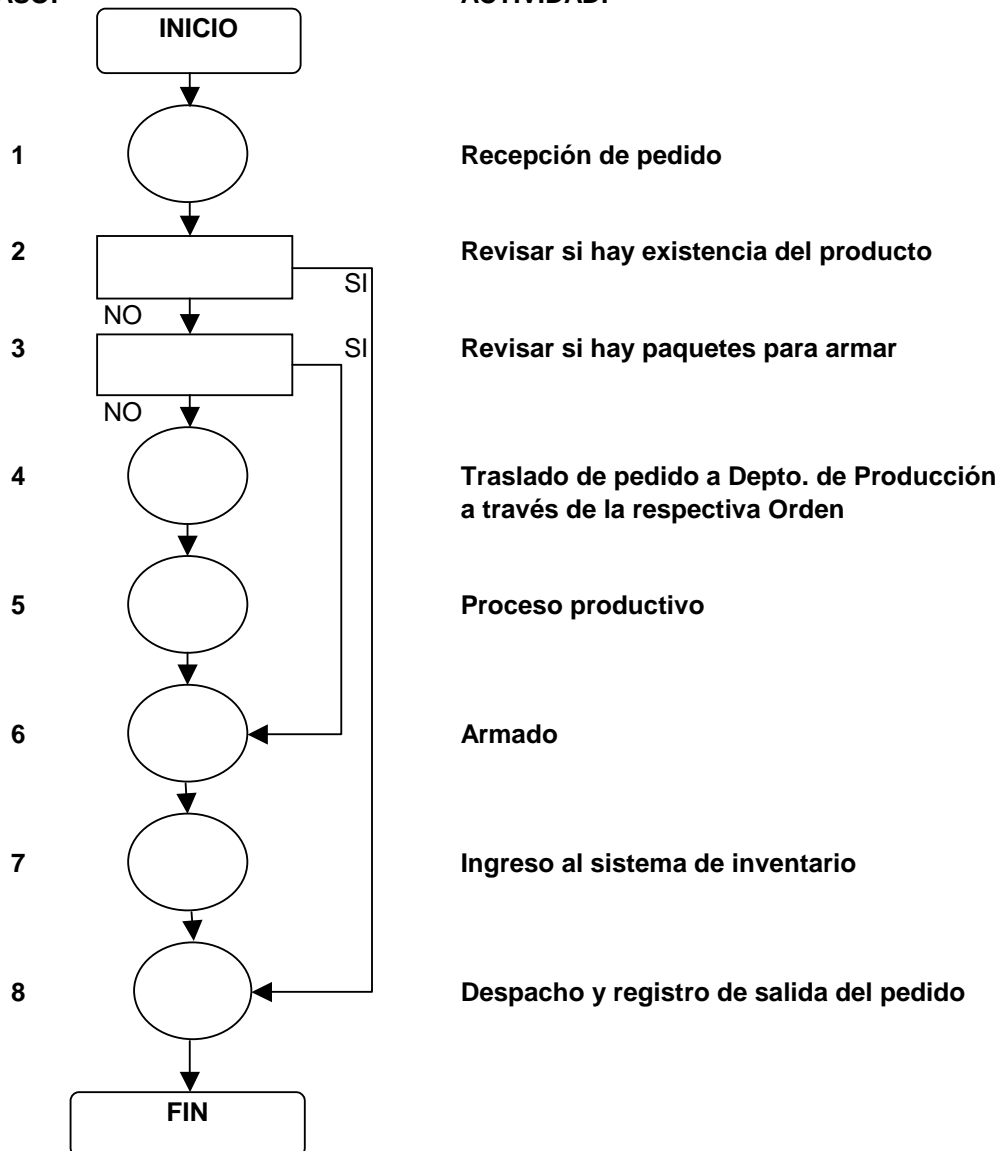 INICIO
1 Recepción de pedido
2 Revisar si hay existencia del producto
SI
NO
3 SI Revisar si hay paquetes para armar
NO
4 Traslado de pedido a Depto. de Producción
a través de la respectiva Orden
5 Proceso productivo
6 Armado
7 Ingreso al sistema de inventario
8 Despacho y registro de salida del pedido
FIN